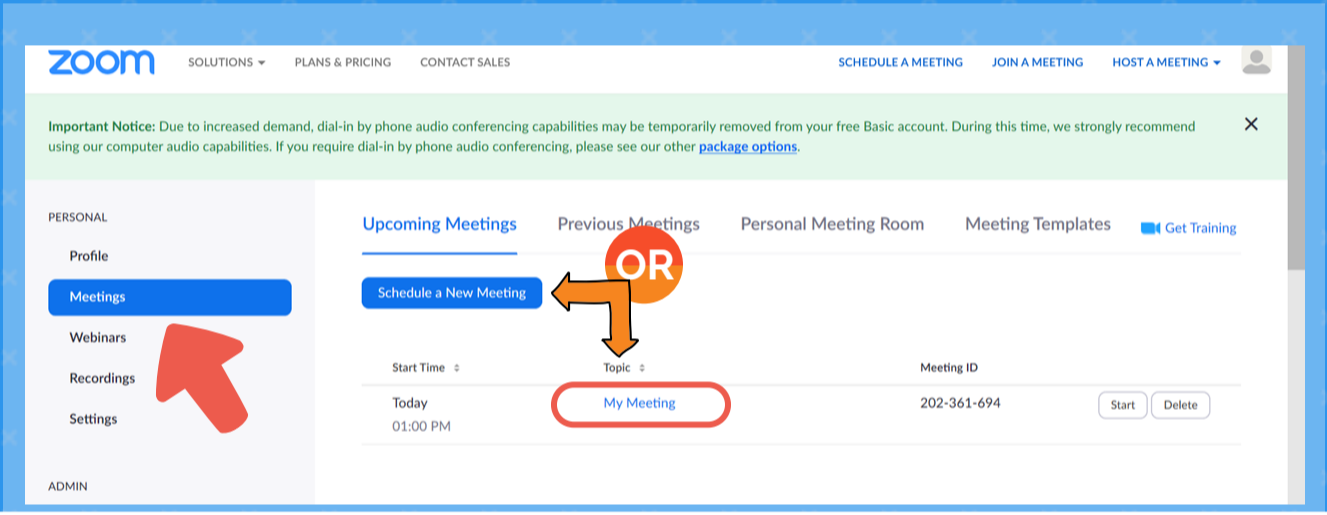 zoom SOLUTIONS PLANS & PRICING CONTACT SALES SCHEDULE A MEETING JOIN A MEETING HOST A MEETING
Important Notice: Due to increased demand, dial-in by phone audio conferencing capabilities may be temporarily removed from your free Basic account. During this time, we strongly recommend
using our computer audio capabilities. If you require dial-in by phone audio conferencing, please see our other package options.
PERSONAL
Profile
Meetings
Webinars
Recordings
Settings
ADMIN
Upcoming Meetings Previous Meetings Personal Meeting Room Meeting Templates Get Training
OR
Schedule a New Meeting
Start Time Topic Meeting ID
Today My Meeting 202-361-694 Start Delete
01:00 PM